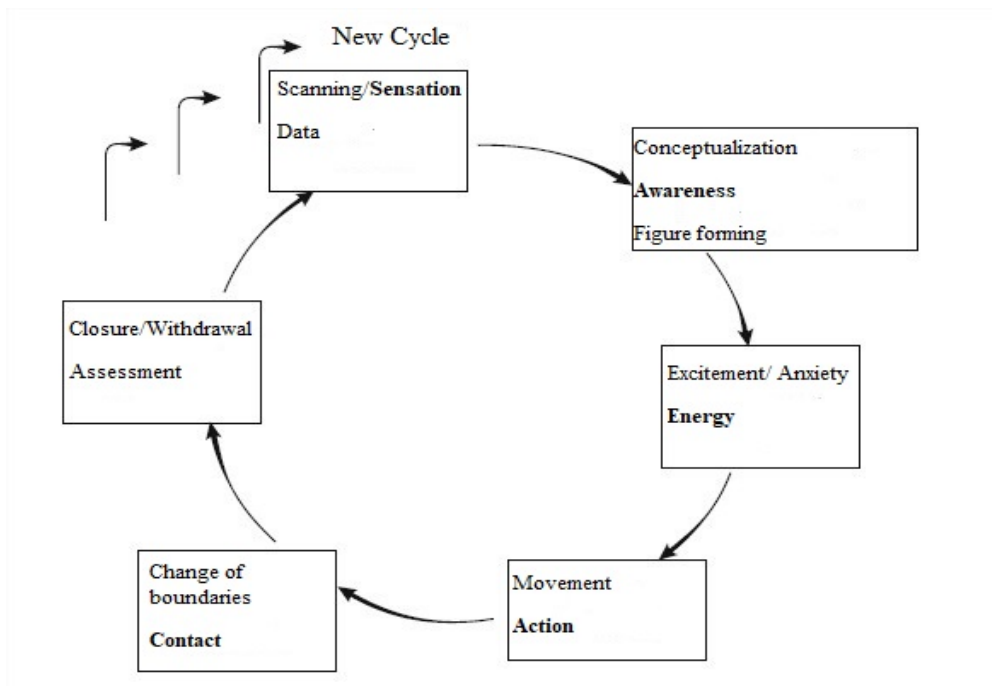 New Cycle
Scanning/Sensation
Data
Conceptualization
Awareness
Figure forming
Excitement/ Anxiety
Energy
Movement
Action
Change of
boundaries
Contact
Closure/Withdrawal
Assessment